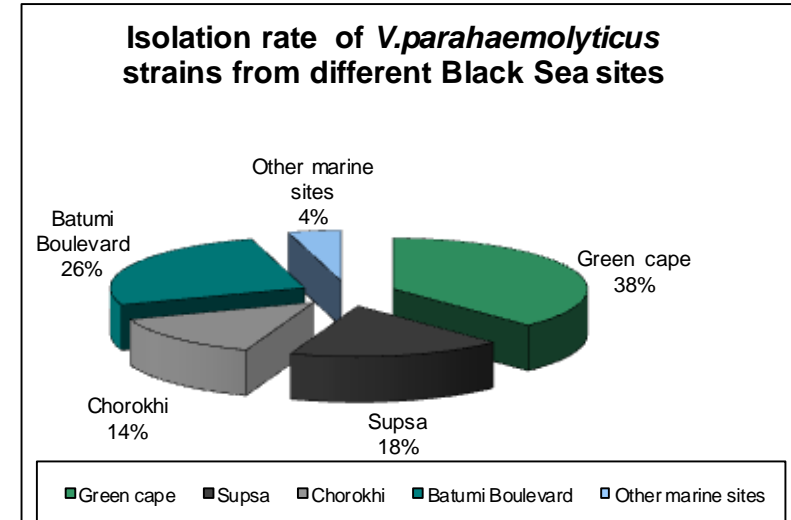 Isolation rate of V.parahaemolyticus
strains from different Black Sea sites
Other marine
sites
4%
Batumi
Boulevard
26%
Green cape
38%
Chorokhi
14%
Supsa
18%
Green cape Supsa Chorokhi Batumi Boulevard Other marine sites